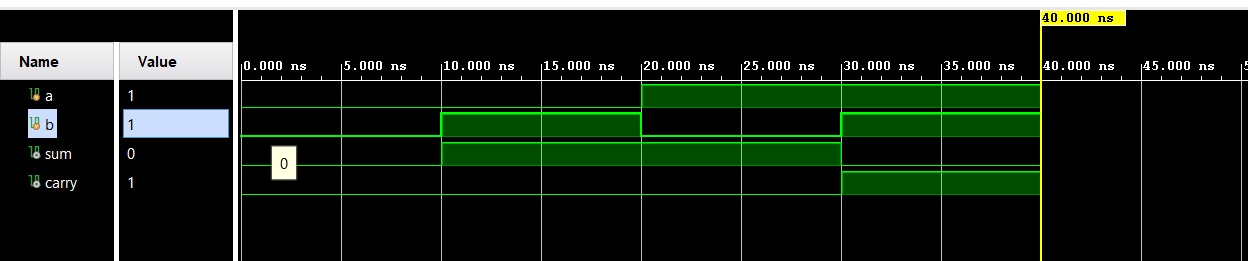 40.000 ns
Name Value
0.000 ns 5.000 ns 10.000 ns 15.000 ns 20.000 ns 25.000 ns 30.000 ns 35.000 ns 40.000 ns 45.000 ns
a 1
b 1
sum 0
0
carry 1